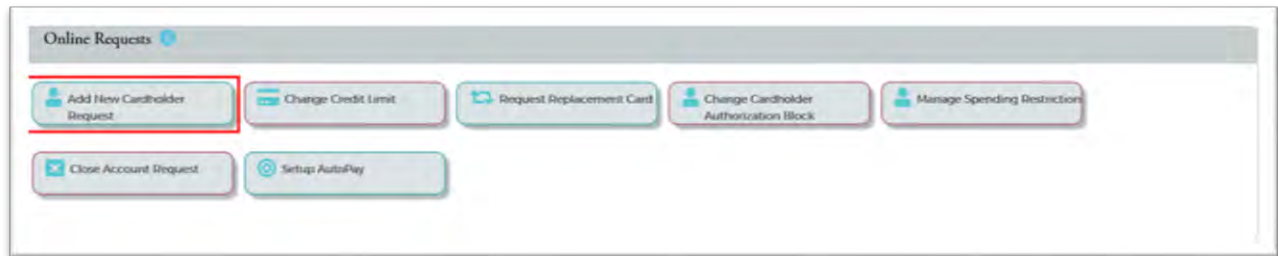 Online Requests
Add New Cardholder
Request
Change Credit Limit
Request Replacement Card
Change Cardholder
Authorization Block
Manage Spending Restriction
Close Account Request
Setup AutoPay